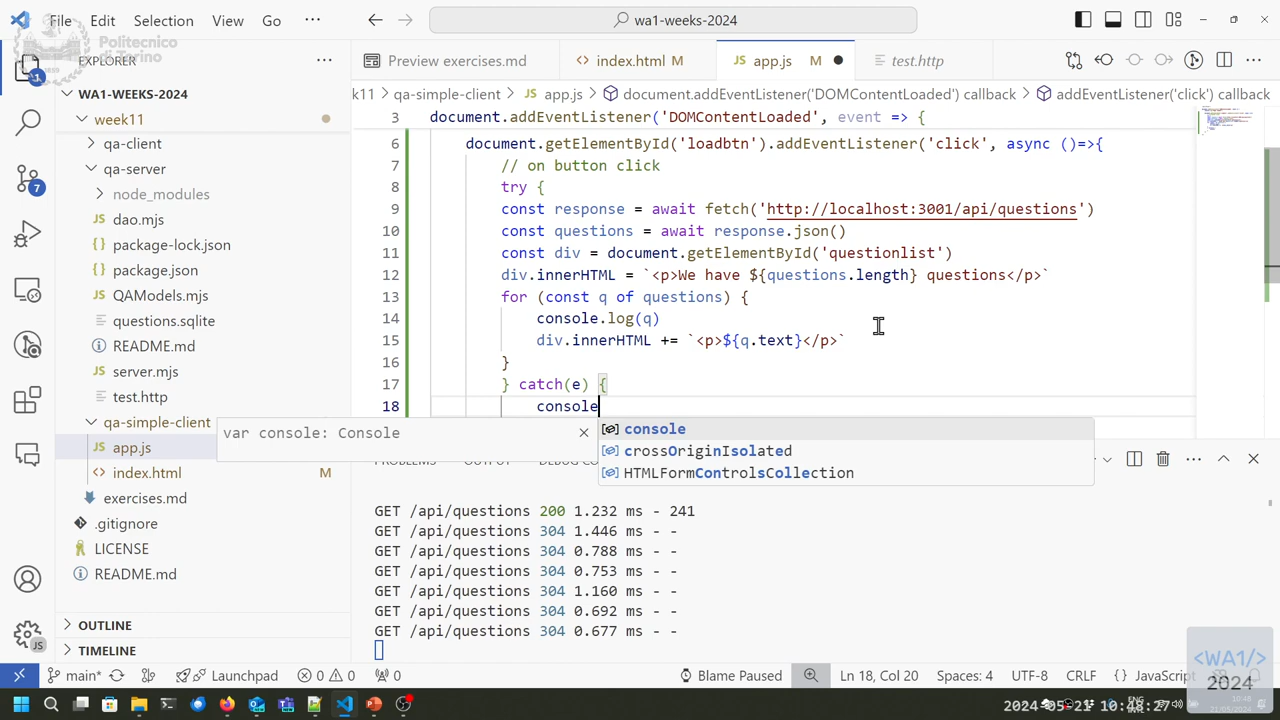 File Edit Selection View Go ··· wa1-weeks-2024
Politecnico
di Torino
EXPLORER ···
Preview exercises.md
index.html M
app.js M
test.http
WA1-WEEKS-2024
week11
qa-client
qa-server
node_modules
dao.mjs
package-lock.json
package.json
QAModels.mjs
questions.sqlite
README.md
server.mjs
test.http
qa-simple-client
app.js
index.html M
exercises.md
.gitignore
LICENSE
README.md
OUTLINE
TIMELINE
k11 > qa-simple-client > app.js > document.addEventListener('DOMContentLoaded') callback > addEventListener('click') callback
3 document.addEventListener('DOMContentLoaded', event => {
6 document.getElementById('loadbtn').addEventListener('click', async ()=>{
7 // on button click
8 try {
9 const response = await fetch('http://localhost:3001/api/questions')
10 const questions = await response.json()
11 const div = document.getElementById('questionlist')
12 div.innerHTML = `<p>We have ${questions.length} questions</p>`
13 for (const q of questions) {
14 console.log(q)
15 div.innerHTML += `<p>${q.text}</p>`
16 }
17 } catch(e) {
18 console
var console: Console
console
crossOriginIsolated
HTMLFormControlsCollection
GET /api/questions 200 1.232 ms - 241
GET /api/questions 304 1.446 ms - -
GET /api/questions 304 0.788 ms - -
GET /api/questions 304 0.753 ms - -
GET /api/questions 304 1.160 ms - -
GET /api/questions 304 0.692 ms - -
GET /api/questions 304 0.677 ms - -
main* Launchpad 0 0 0 Blame Paused Ln 18, Col 20 Spaces: 4 UTF-8 CRLF {} JavaScript
<WA1/>
2024
2024-05-21 10:48:27